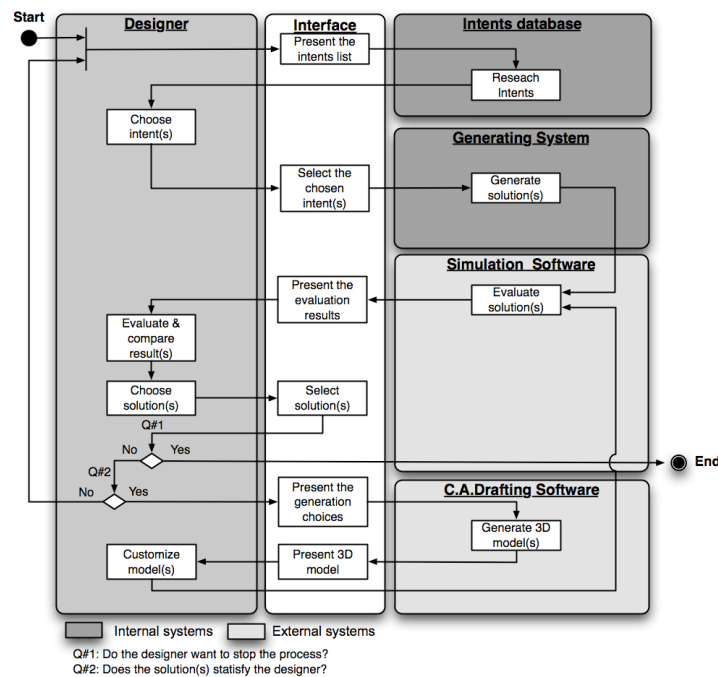 Start
Designer
Interface
Intents database
Present the
intents list
Reseach
Intents
Choose
intent(s)
Generating System
Select the
chosen
intent(s)
Generate
solution(s)
Simulation Software
Present the
evaluation
results
Evaluate
solution(s)
Evaluate &
compare
result(s)
Choose
solution(s)
Select
solution(s)
Q#1
No
Yes
End
Q#2
No
Yes
Present the
generation
choices
C.A.Drafting Software
Generate 3D
model(s)
Customize
model(s)
Present 3D
model
Internal systems
External systems
Q#1: Do the designer want to stop the process?
Q#2: Does the solution(s) statisfy the designer?